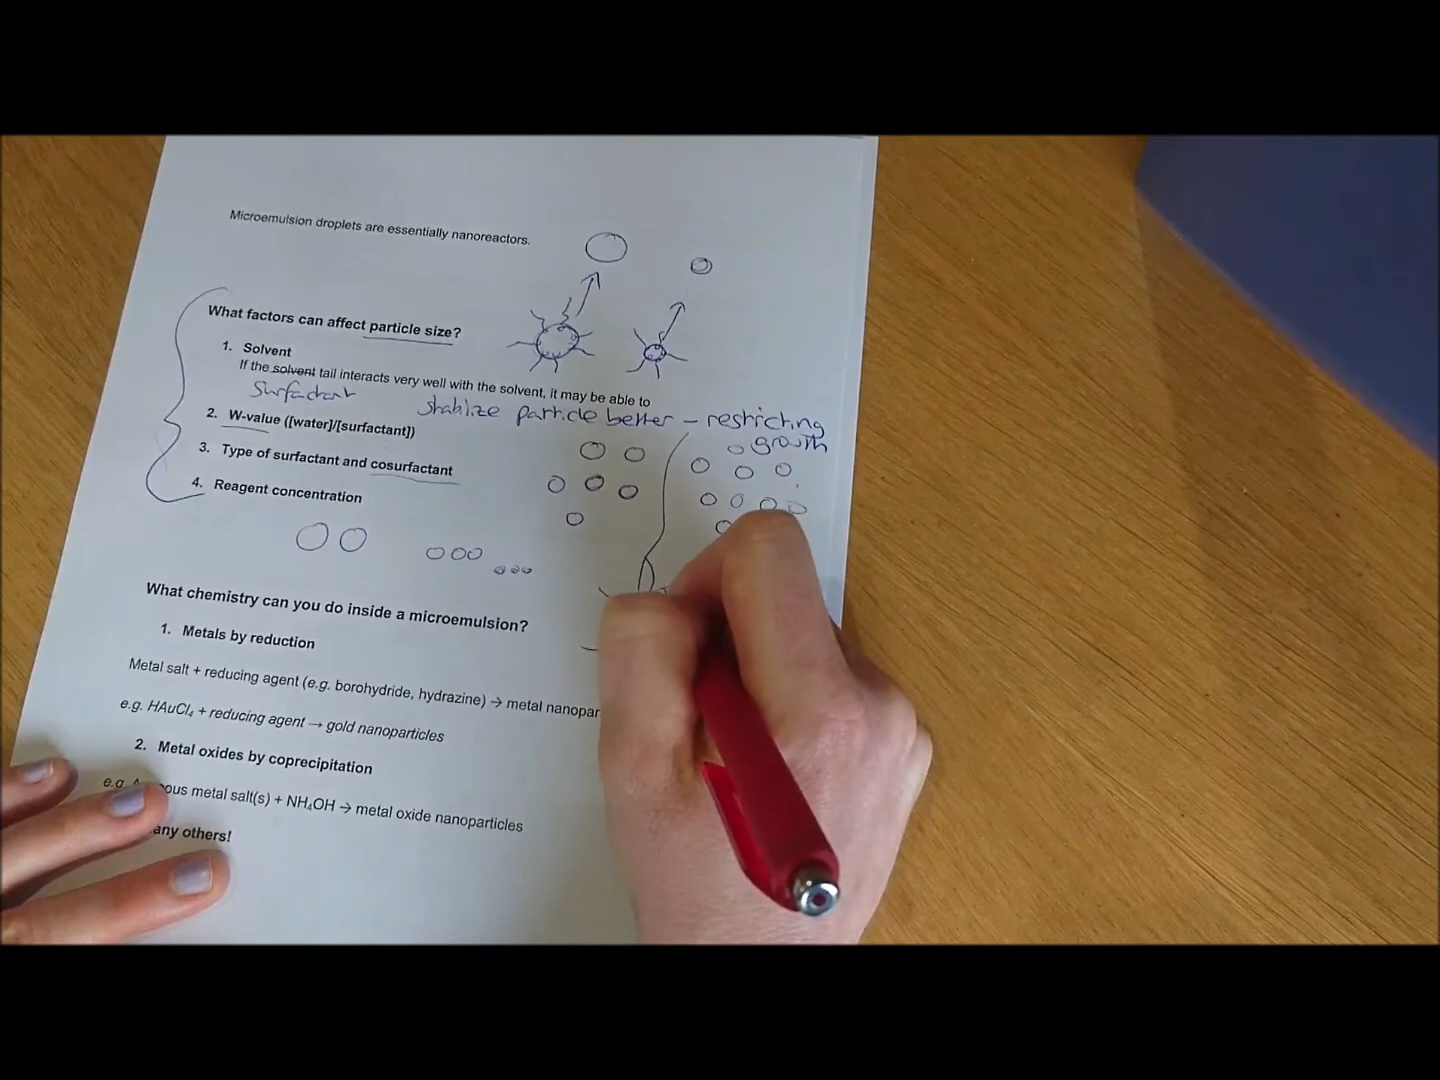 Microemulsion droplets are essentially nanoreactors.
What factors can affect particle size?
1. Solvent
If the solvent tail interacts very well with the solvent, it may be able to
surfactant stablize particle better - restricting
growth
2. W-value ([water]/[surfactant])
3. Type of surfactant and cosurfactant
4. Reagent concentration
What chemistry can you do inside a microemulsion?
1. Metals by reduction
Metal salt + reducing agent (e.g. borohydride, hydrazine) → metal nanopar
e.g. HAuCl₄ + reducing agent → gold nanoparticles
2. Metal oxides by coprecipitation
e.g. ous metal salt(s) + NH₄OH → metal oxide nanoparticles
any others!